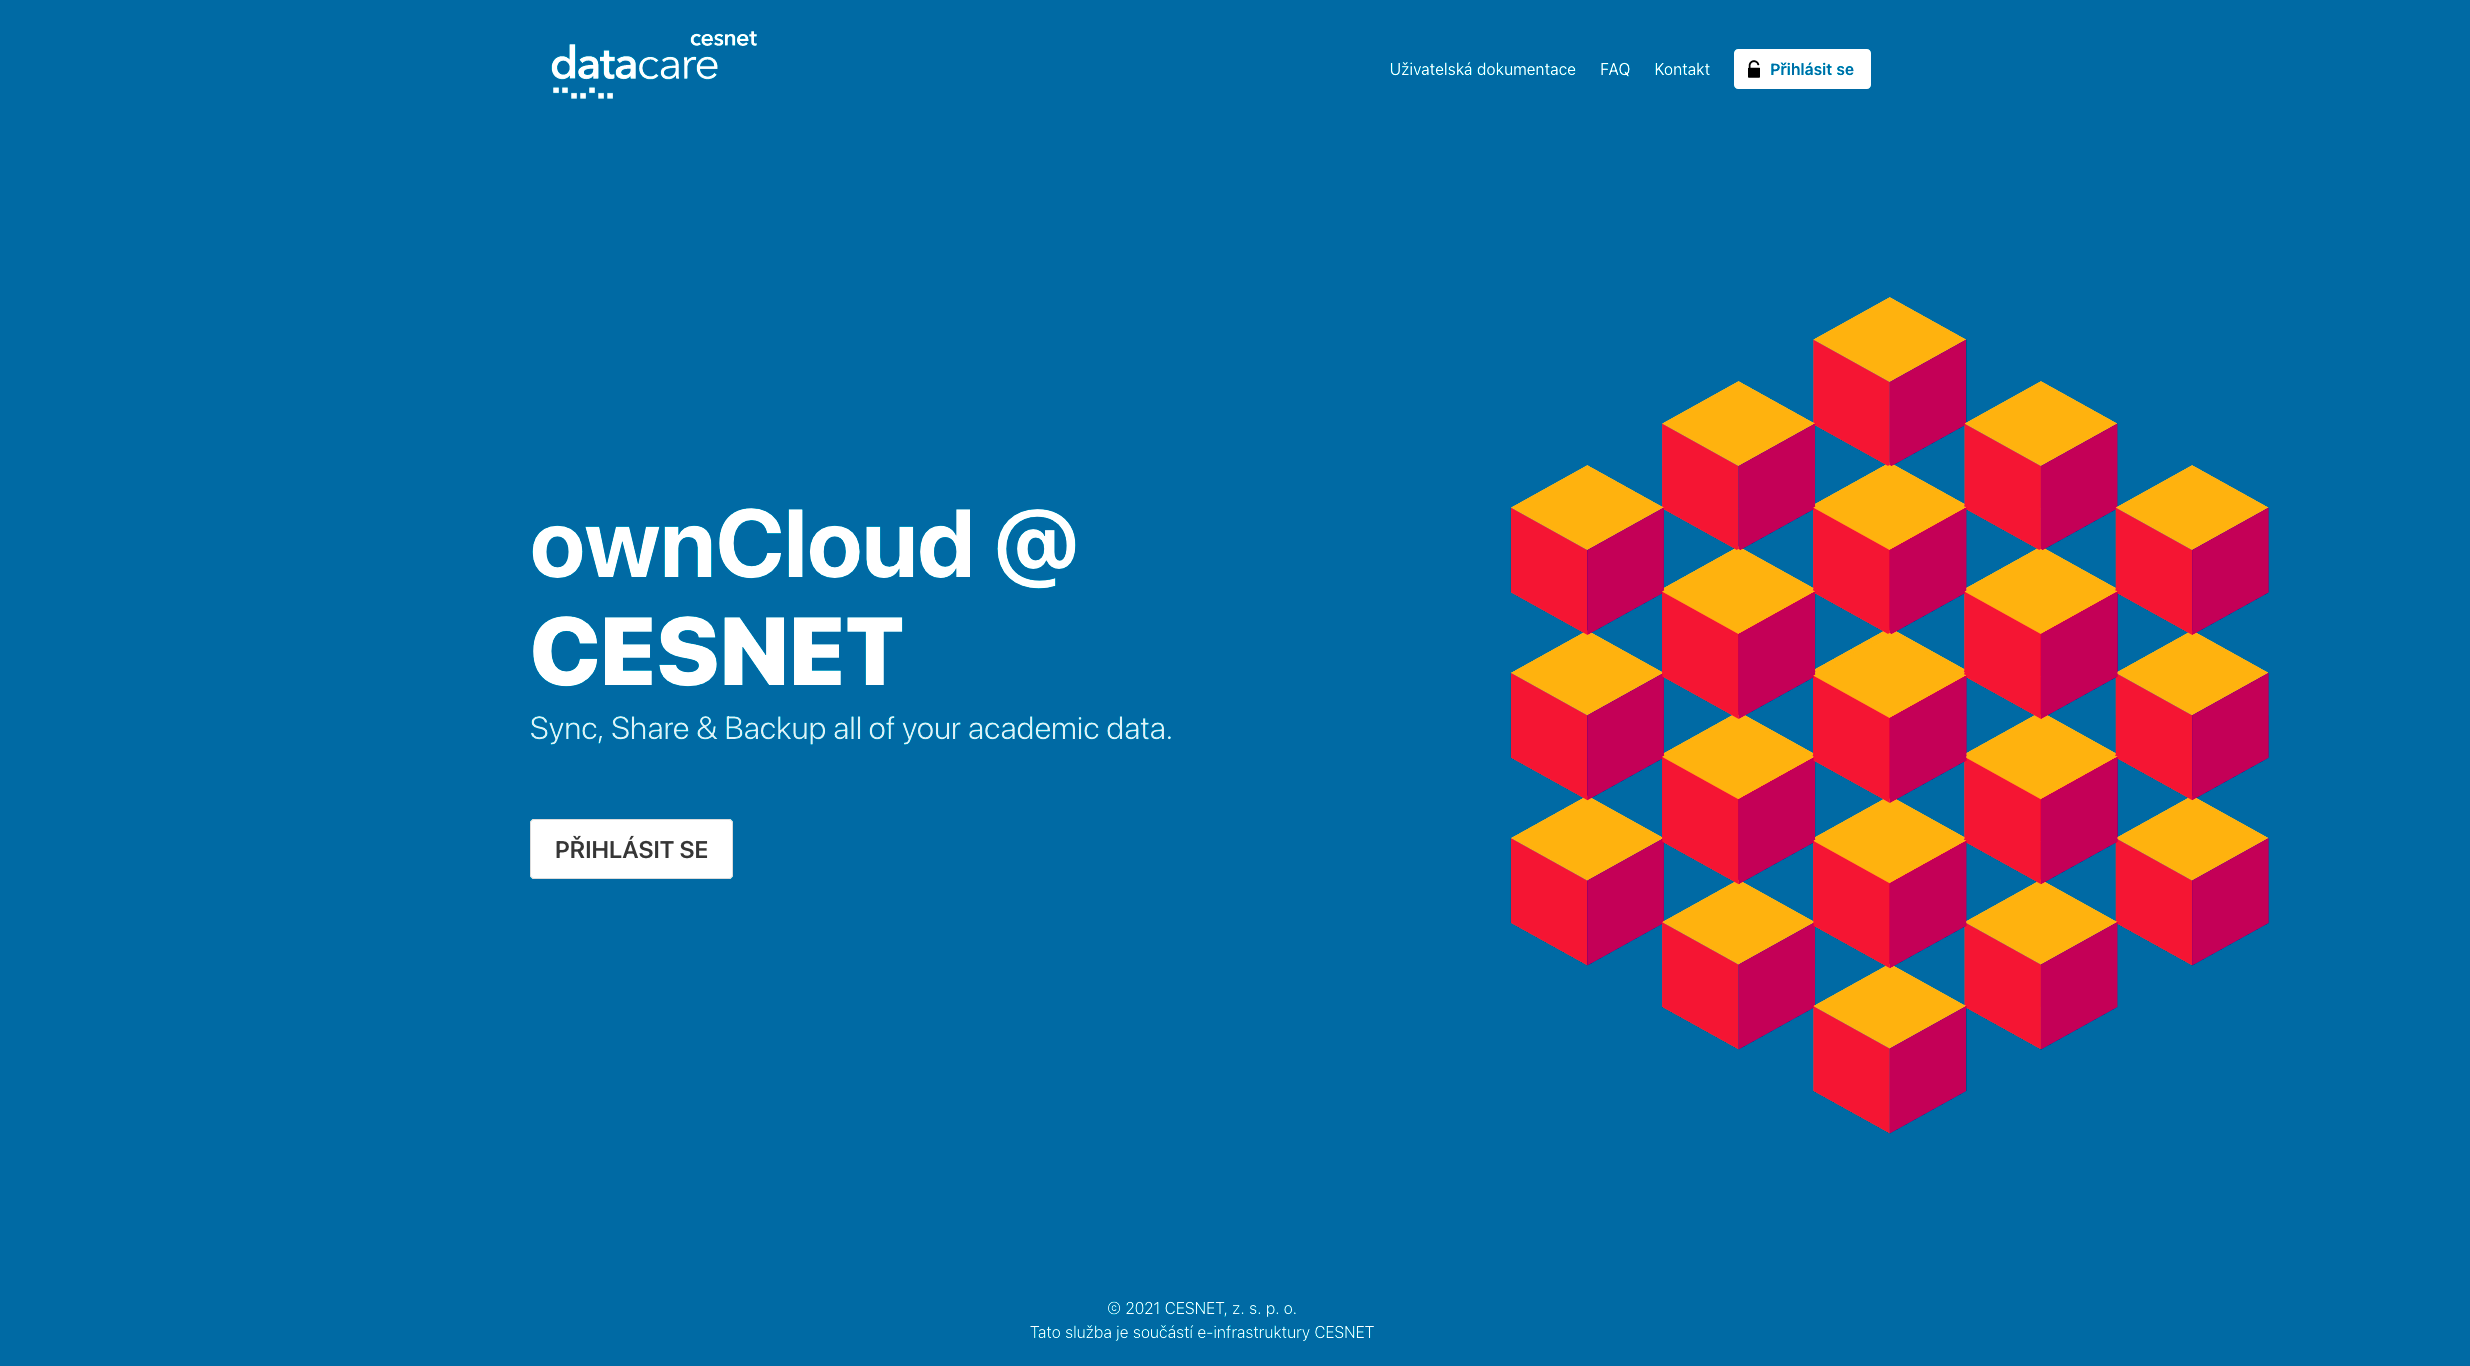 cesnet
datacare
Uživatelská dokumentace FAQ Kontakt Přihlásit se
ownCloud @
CESNET
Sync, Share & Backup all of your academic data.
PŘIHLÁSIT SE
© 2021 CESNET, z. s. p. o.
Tato služba je součástí e-infrastruktury CESNET